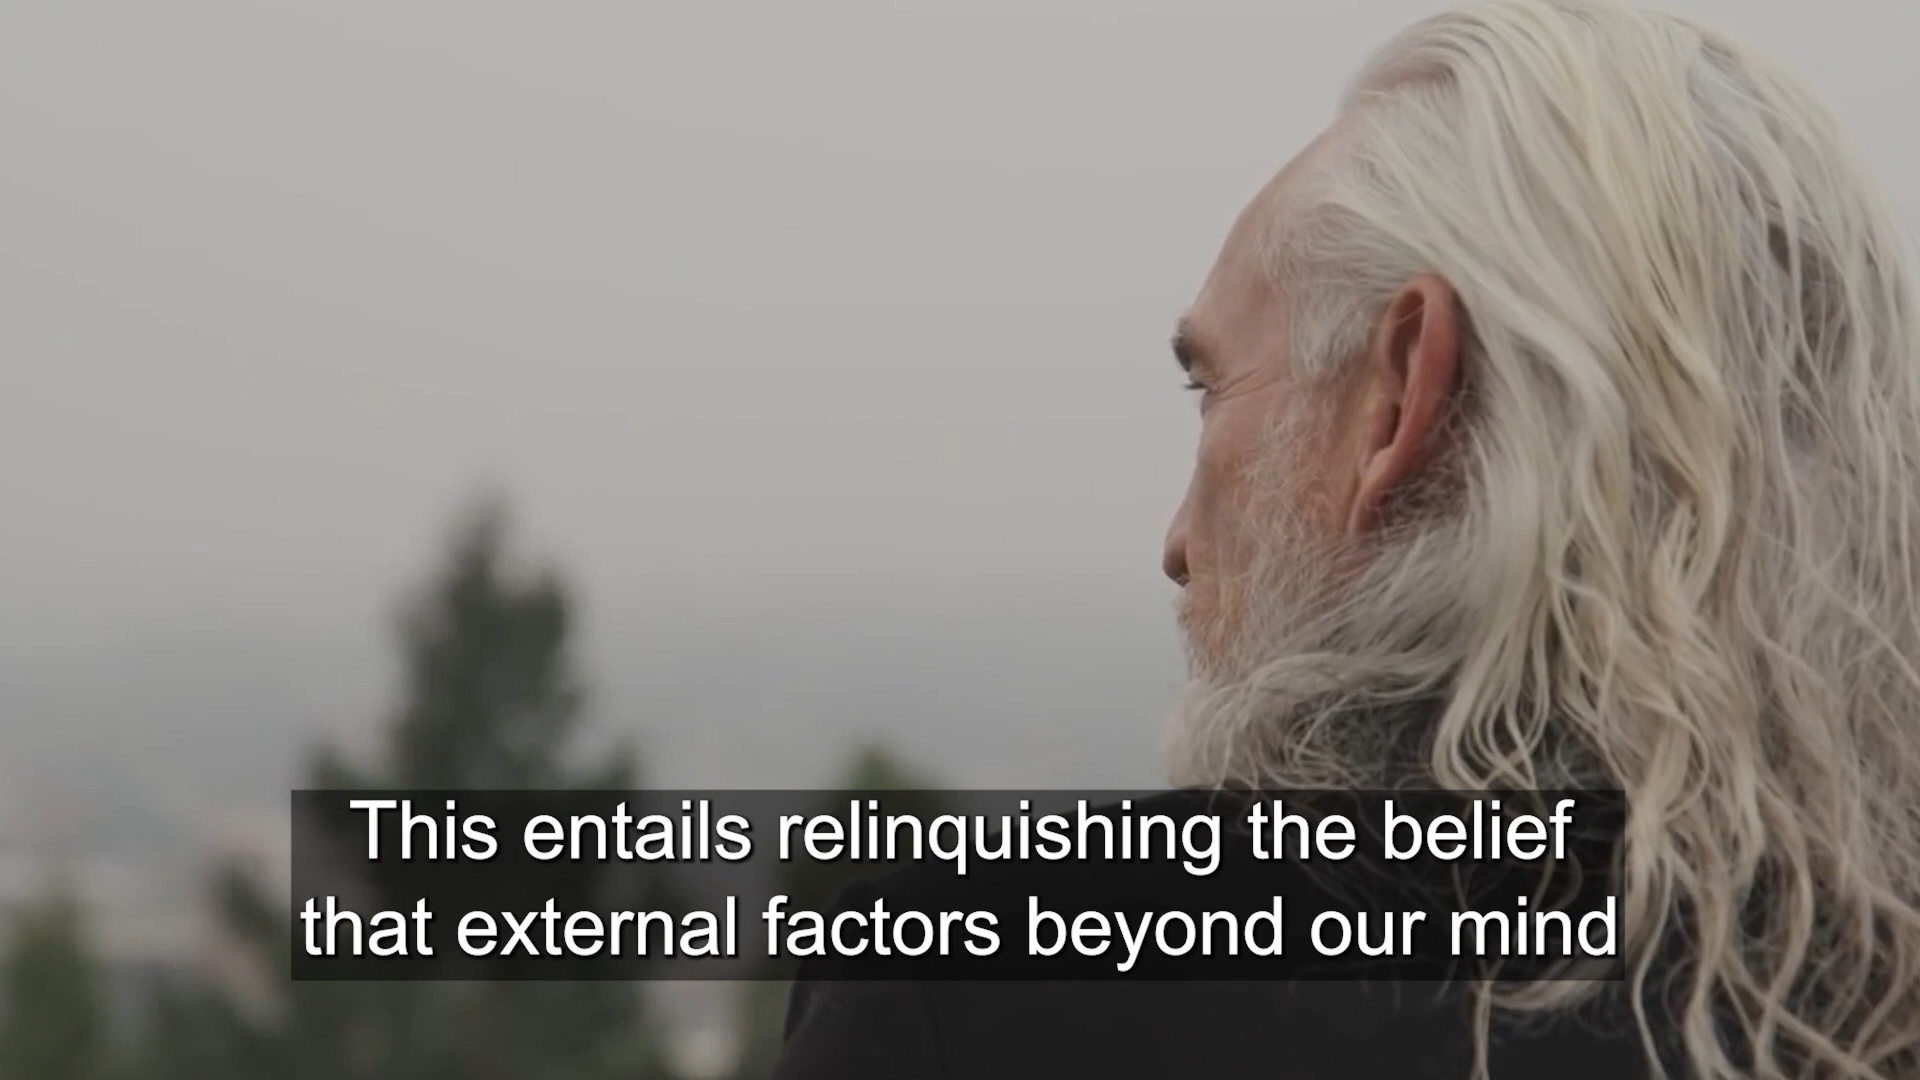 This entails relinquishing the belief
that external factors beyond our mind